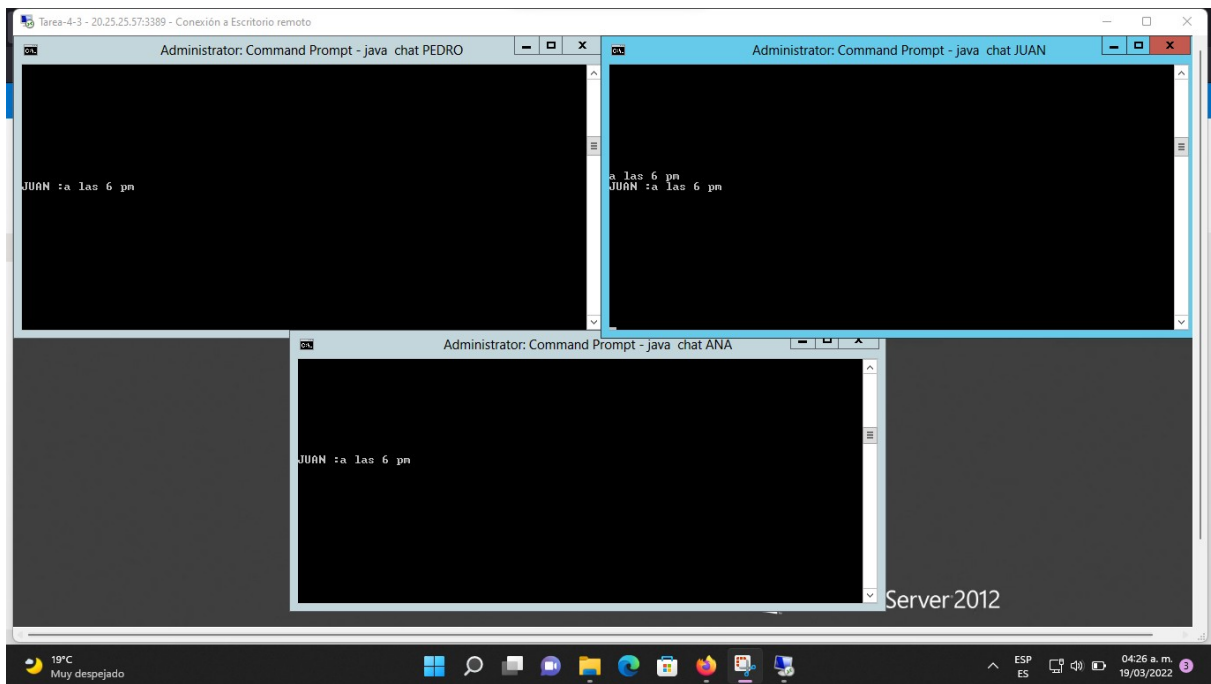 Tarea-4-3 - 20.25.25.57:3389 - Conexión a Escritorio remoto
Administrator: Command Prompt - java chat PEDRO
JUAN :a las 6 pm
Administrator: Command Prompt - java chat JUAN
a las 6 pm
JUAN :a las 6 pm
Administrator: Command Prompt - java chat ANA
JUAN :a las 6 pm
Server 2012
19°C
Muy despejado
ESP
ES
04:26 a. m.
19/03/2022
3